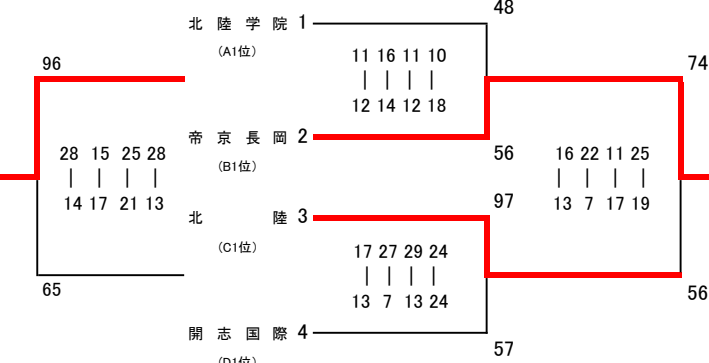 北陸学院 1
(A1位)
48
11 16 11 10
| | | |
12 14 12 18
帝京長岡 2
(B1位)
56
北陸 3
(C1位)
97
17 27 29 24
| | | |
13 7 13 24
開志国際 4
(D1位)
57
96
28 15 25 28
| | | |
14 17 21 13
65
74
16 22 11 25
| | | |
13 7 17 19
56